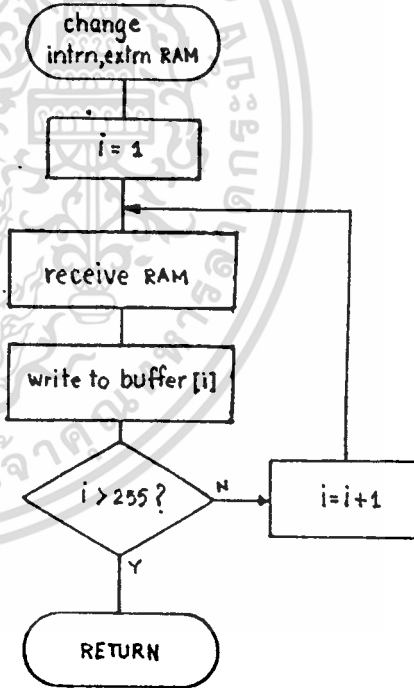 change
intrn,extrn RAM
i = 1
receive RAM
write to buffer [i]
i > 255 ?
N
i=i+1
Y
RETURN